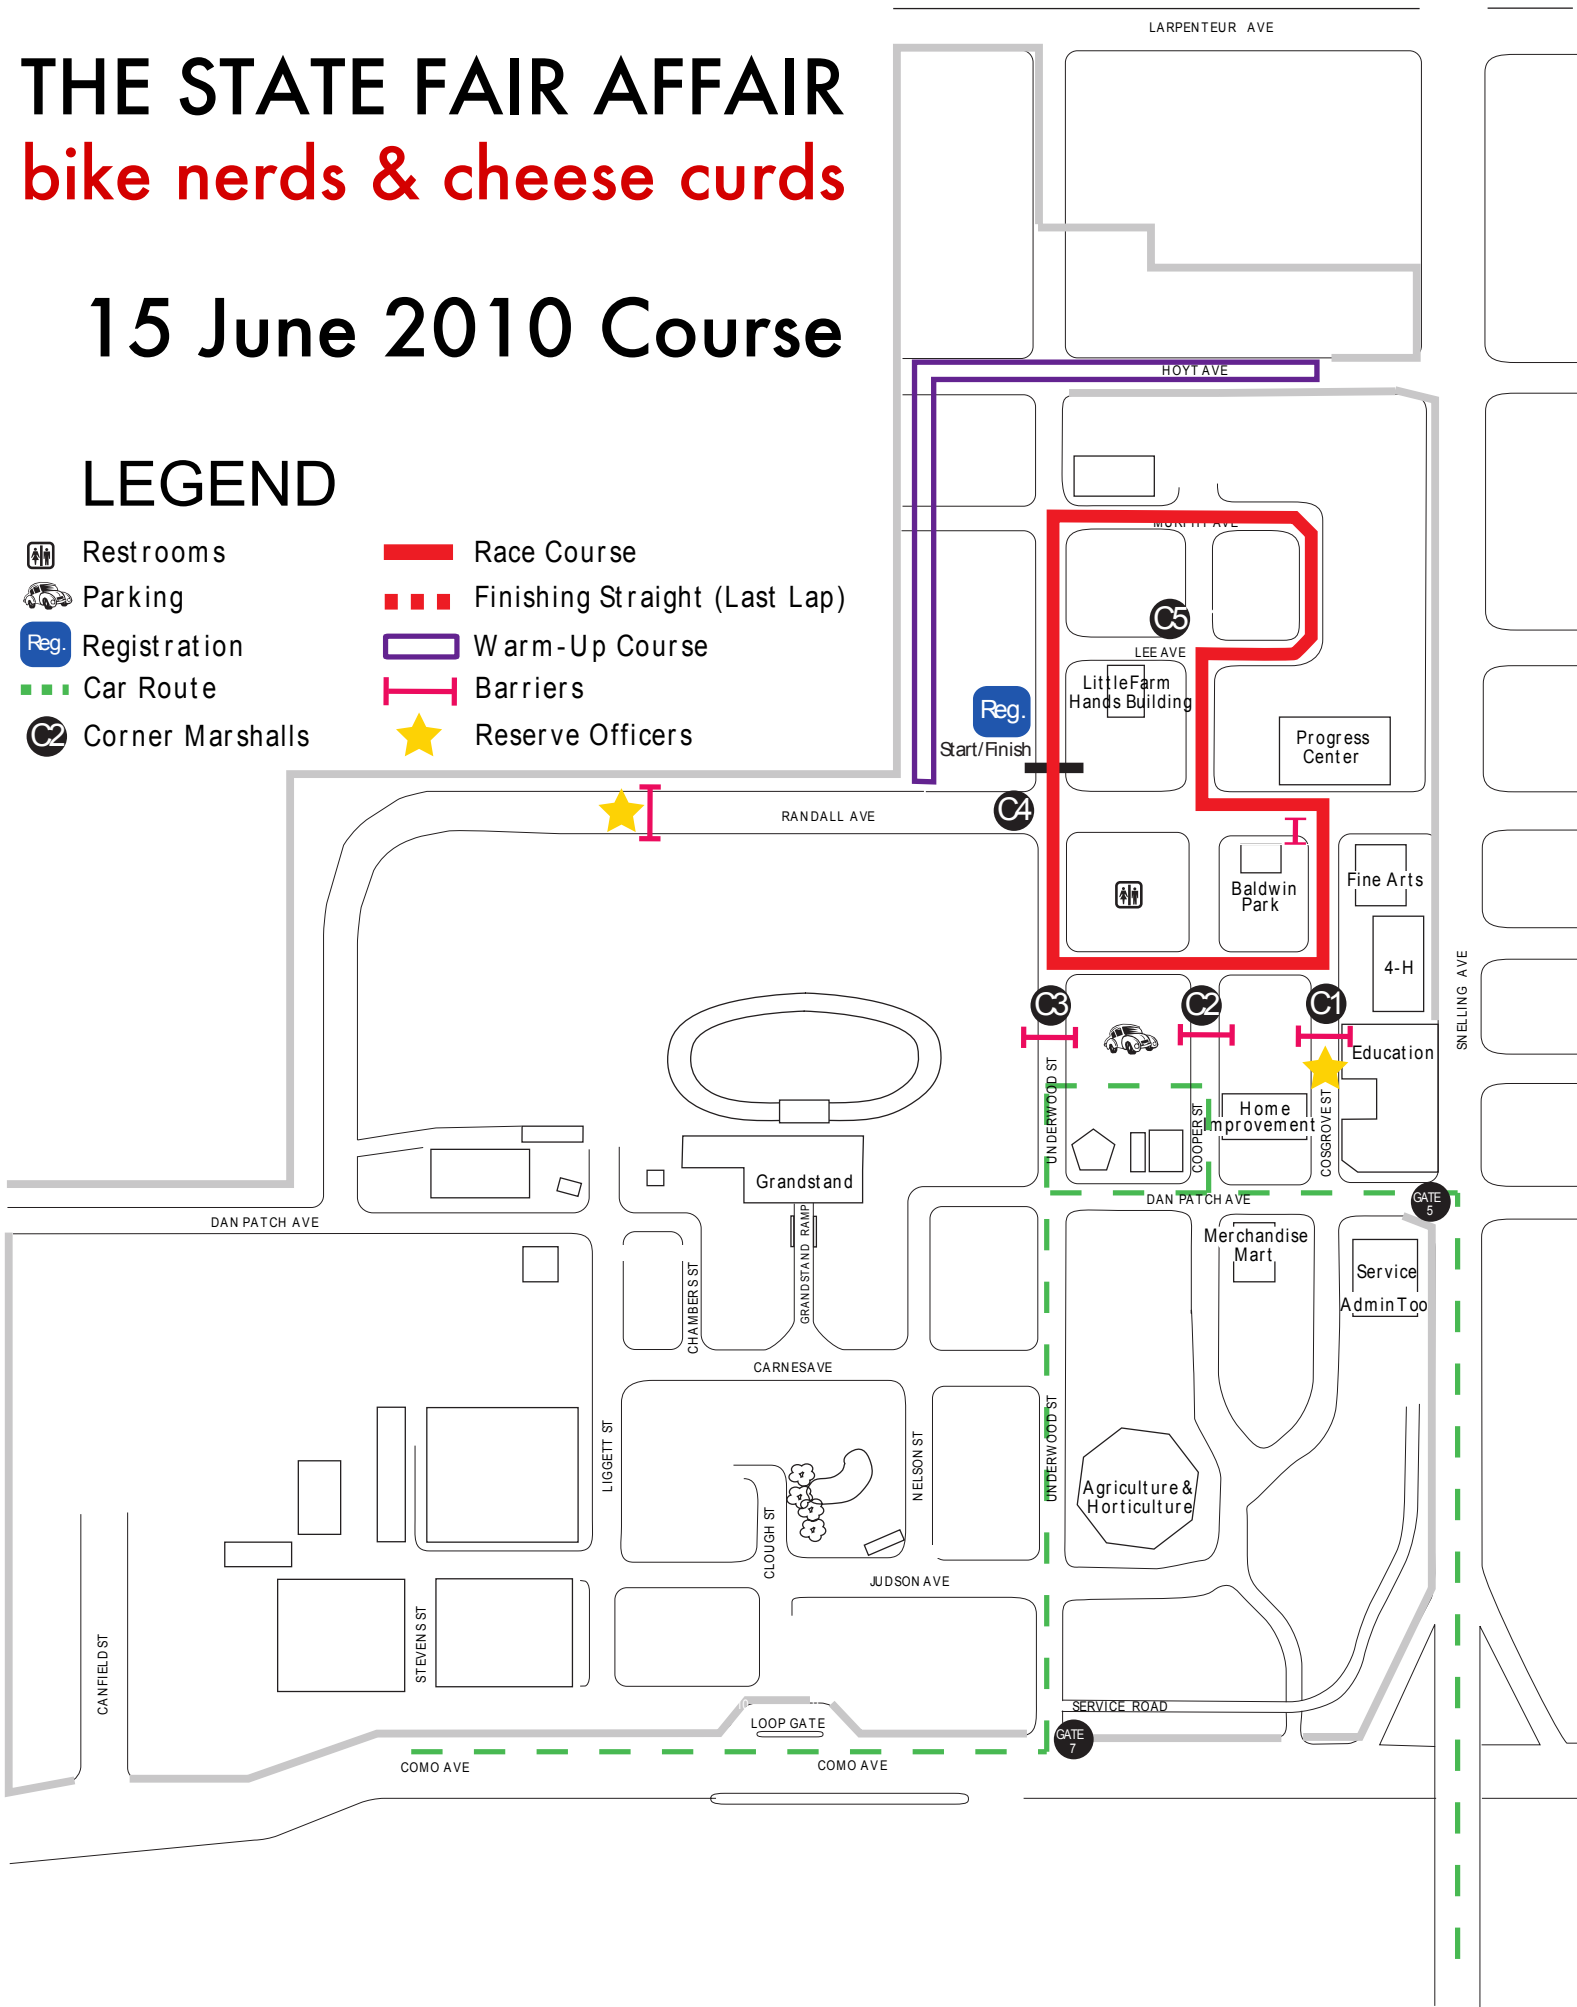 LARPENTEUR AVE
THE STATE FAIR AFFAIR
bike nerds & cheese curds
15 June 2010 Course
HOYT AVE
LEGEND
Restrooms
Parking
Reg.
Registration
Car Route
C2
Corner Marshalls
Race Course
Finishing Straight (Last Lap)
Warm-Up Course
Barriers
Reserve Officers
MURPHY AVE
C5
LEE AVE
Little Farm
Hands Building
Reg.
Start/Finish
Progress
Center
C4
RANDALL AVE
Baldwin
Park
Fine Arts
4-H
SNELLING AVE
C3
C2
C1
Education
UNDERWOOD ST
COOPER ST
Home
Improvement
COSGROVE ST
Grandstand
DAN PATCH AVE
GATE
5
DAN PATCH AVE
GRANDSTAND RAMP
CHAMBERS ST
Merchandise
Mart
Service
Admin Too
CARNES AVE
LIGGETT ST
NELSON ST
UNDERWOOD ST
Agriculture &
Horticulture
CLOUGH ST
JUDSON AVE
CANFIELD ST
STEVENS ST
SERVICE ROAD
LOOP GATE
GATE
7
COMO AVE
COMO AVE